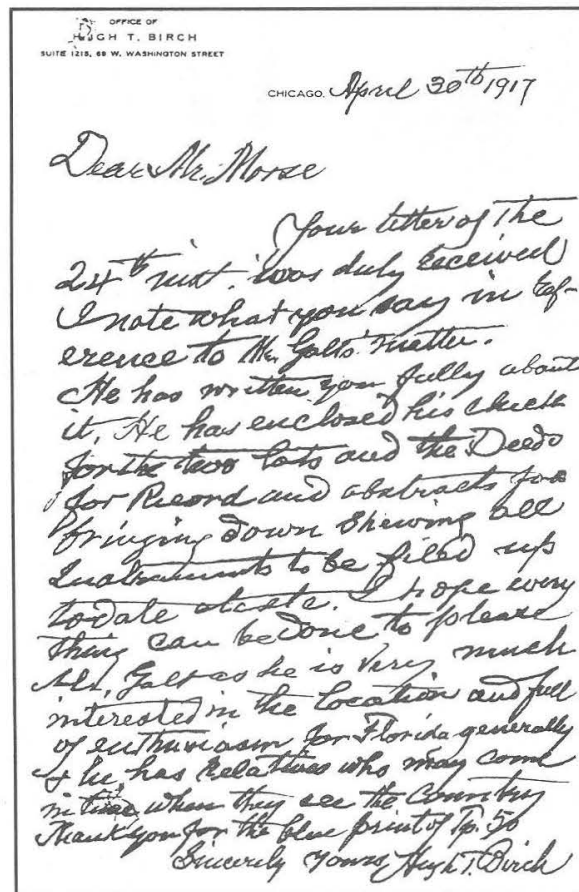 OFFICE OF
HUGH T. BIRCH
SUITE 1215, 69 W. WASHINGTON STREET
CHICAGO, April 30th 1917
Dear Mr. Morse
Your letter of the
24th inst. was duly received
I note what you say in ref-
erence to Mr. Galts' matter.
He has written you fully about
it, He has enclosed his check
for the two lots and the Deeds
for Record and abstracts for
bringing down shewing all
Instruments to be filed up
to date etc. I hope every
thing can be done to please
Mr. Galt as he is very much
interested in the location and full
of enthusiasm for Florida generally
& he has Relatives who may come
in time when they see the Country
Thank you for the blue print of Tp. 50
Sincerely yours Hugh T. Birch